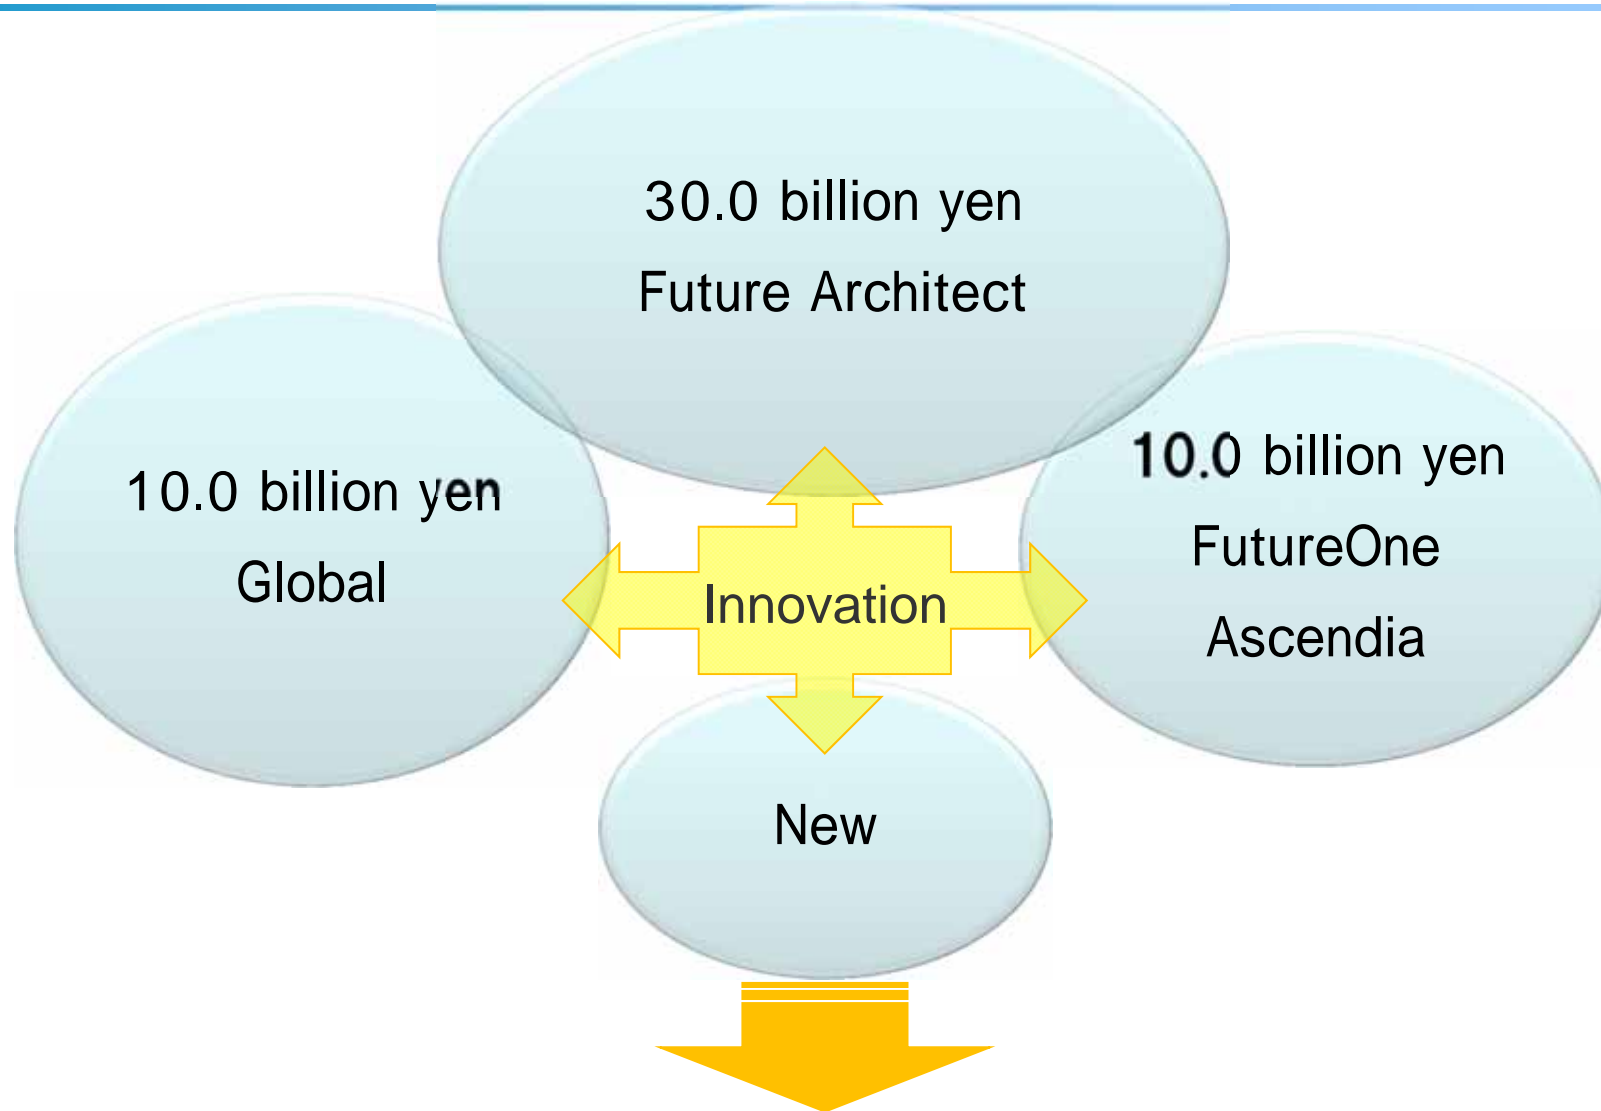 30.0 billion yen
Future Architect
10.0 billion yen
Global
10.0 billion yen
FutureOne
Ascendia
Innovation
New